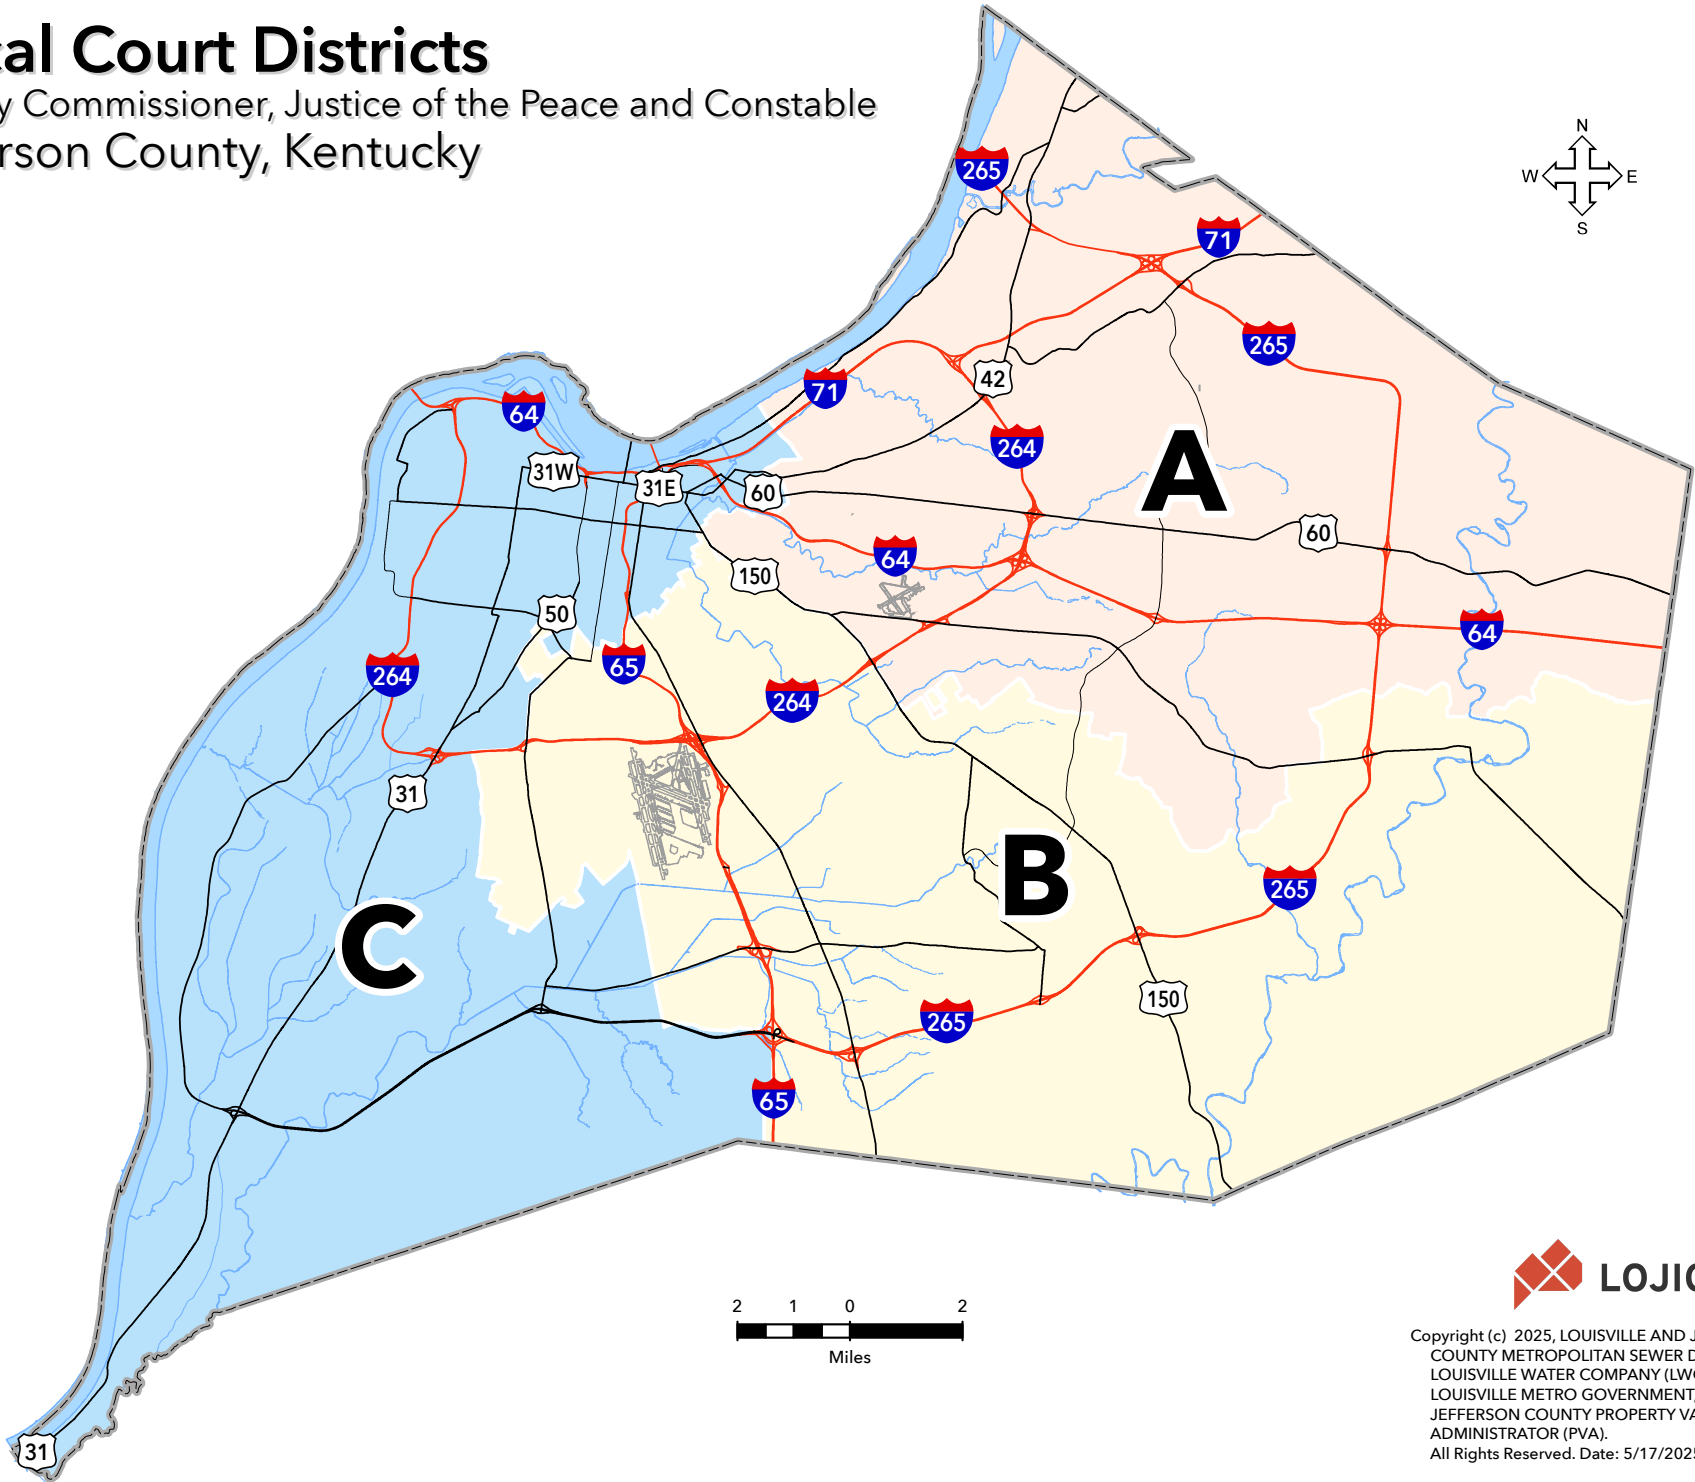 cal Court Districts
y Commissioner, Justice of the Peace and Constable
rson County, Kentucky
N
W E
S
265
71
265
42
71
64
264
A
31W
31E
60
60
64
150
50
64
65
264
264
31
B
265
C
150
265
65
31
2 1 0 2
Miles
LOJIC
Copyright (c) 2025, LOUISVILLE AND J
COUNTY METROPOLITAN SEWER D
LOUISVILLE WATER COMPANY (LW
LOUISVILLE METRO GOVERNMENT,
JEFFERSON COUNTY PROPERTY VA
ADMINISTRATOR (PVA).
All Rights Reserved. Date: 5/17/2025